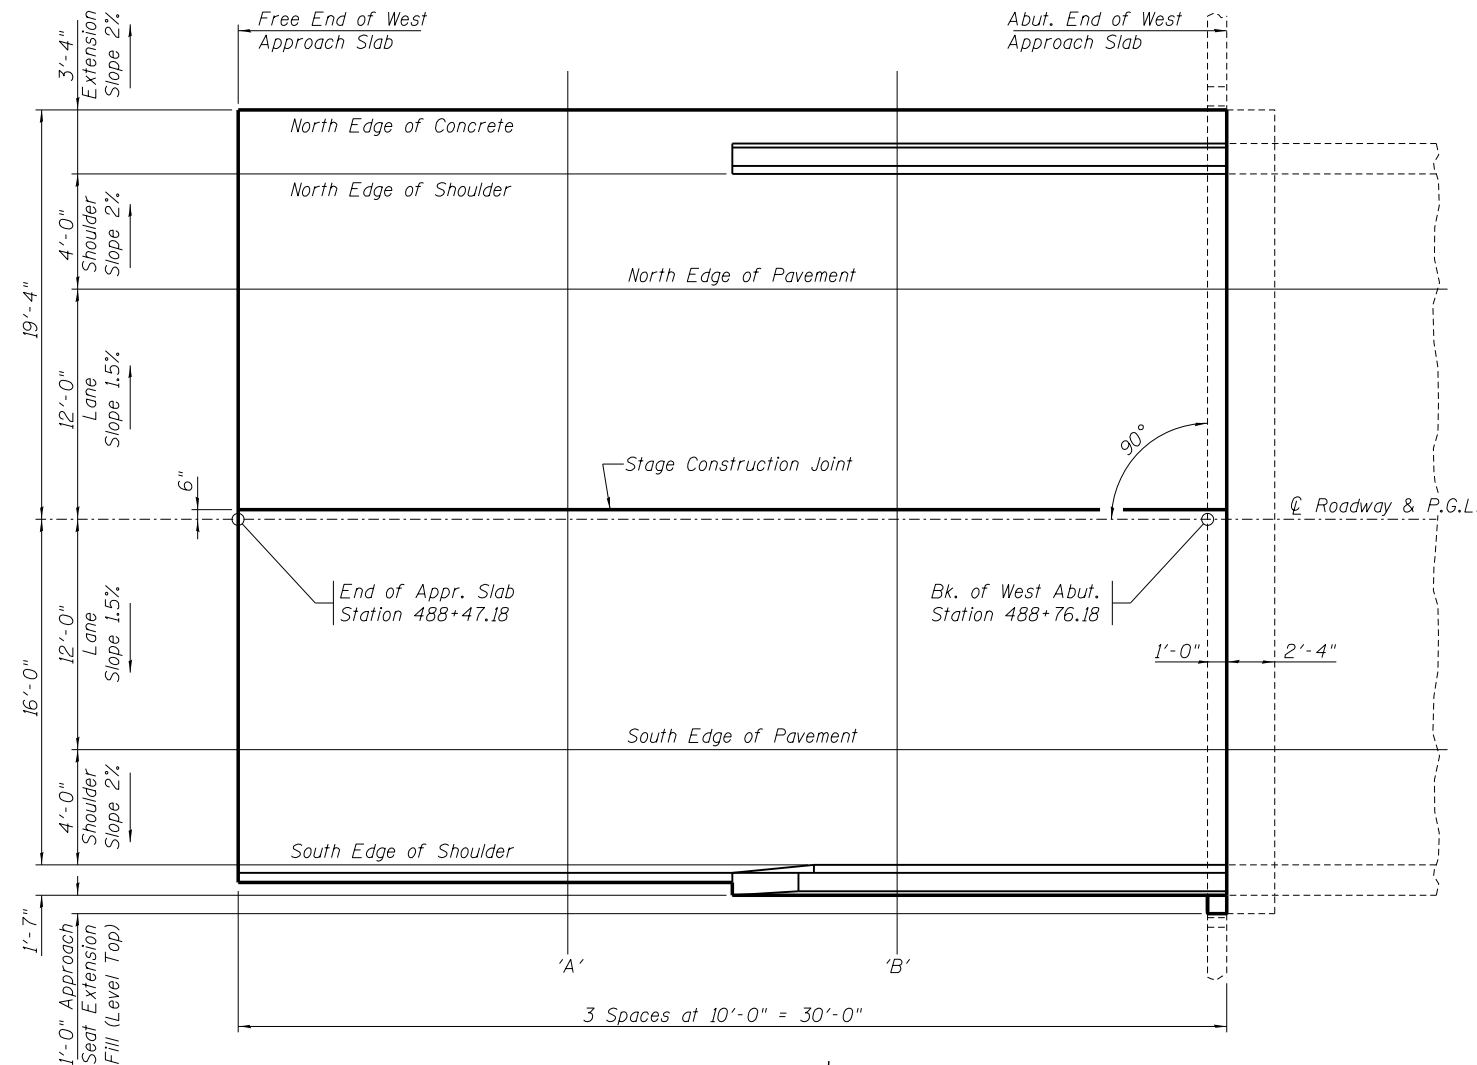 Free End of West
Approach Slab
Abut. End of West
Approach Slab
3'-4"
Extension
Slope 2%
North Edge of Concrete
North Edge of Shoulder
4'-0"
Shoulder
Slope 2%
North Edge of Pavement
19'-4"
12'-0"
Lane
Slope 1.5%
90°
Stage Construction Joint
6"
℄ Roadway & P.G.L.
End of Appr. Slab
Station 488+47.18
Bk. of West Abut.
Station 488+76.18
12'-0"
Lane
Slope 1.5%
16'-0"
1'-0"
2'-4"
South Edge of Pavement
4'-0"
Shoulder
Slope 2%
South Edge of Shoulder
1'-7"
1'-0" Approach
Seat Extension
Fill (Level Top)
'A'
'B'
3 Spaces at 10'-0" = 30'-0"